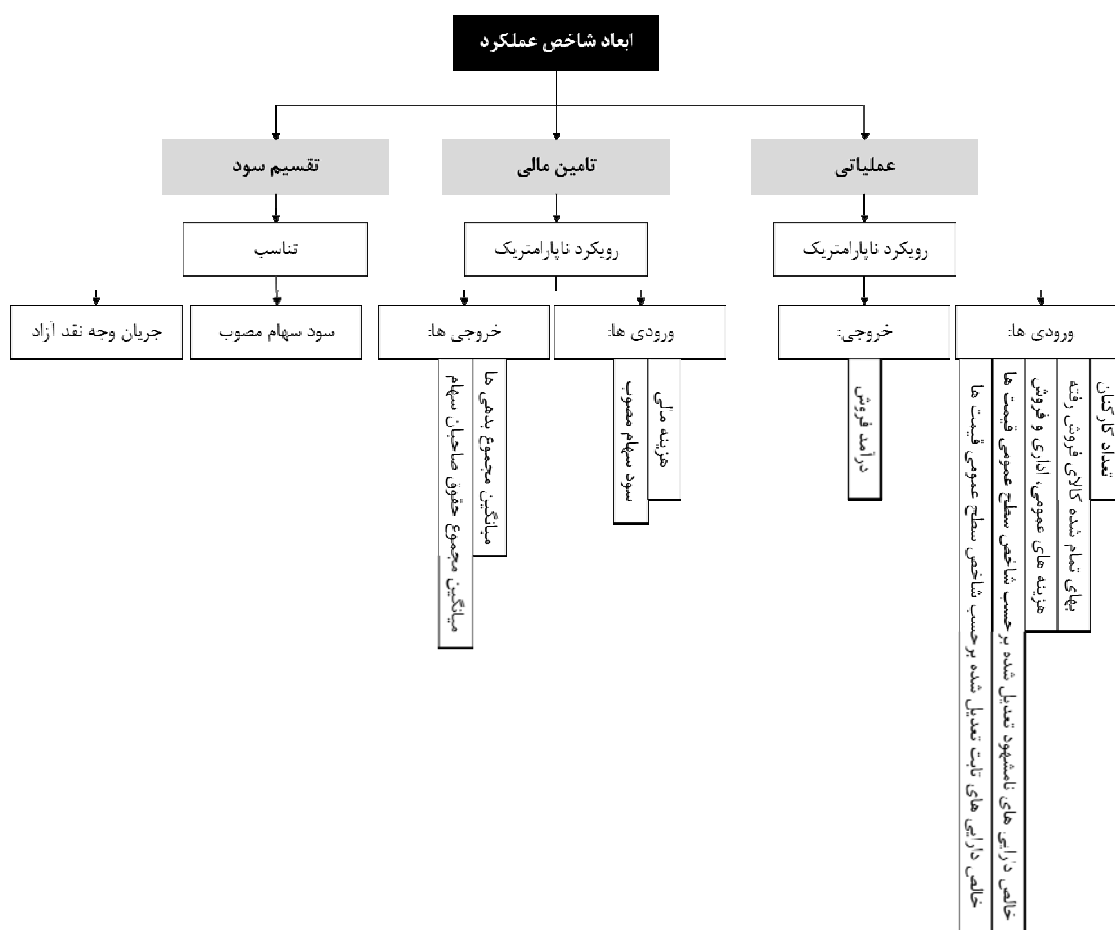 ابعاد شاخص عملکرد
عملیاتی
تامین مالی
تقسیم سود
رویکرد ناپارامتریک
رویکرد ناپارامتریک
تناسب
ورودی ها:
خروجی:
ورودی ها:
خروجی ها:
سود سهام مصوب
جریان وجه نقد آزاد
تعداد کارکنان
بهای تمام شده کالای فروش رفته
هزینه های عمومی، اداری و فروش
خالص دارایی های نامشهود تعدیل شده برحسب شاخص سطح عمومی قیمت ها
خالص دارایی های ثابت تعدیل شده برحسب شاخص سطح عمومی قیمت ها
درآمد فروش
هزینه مالی
سود سهام مصوب
میانگین مجموع بدهی ها
میانگین مجموع حقوق صاحبان سهام